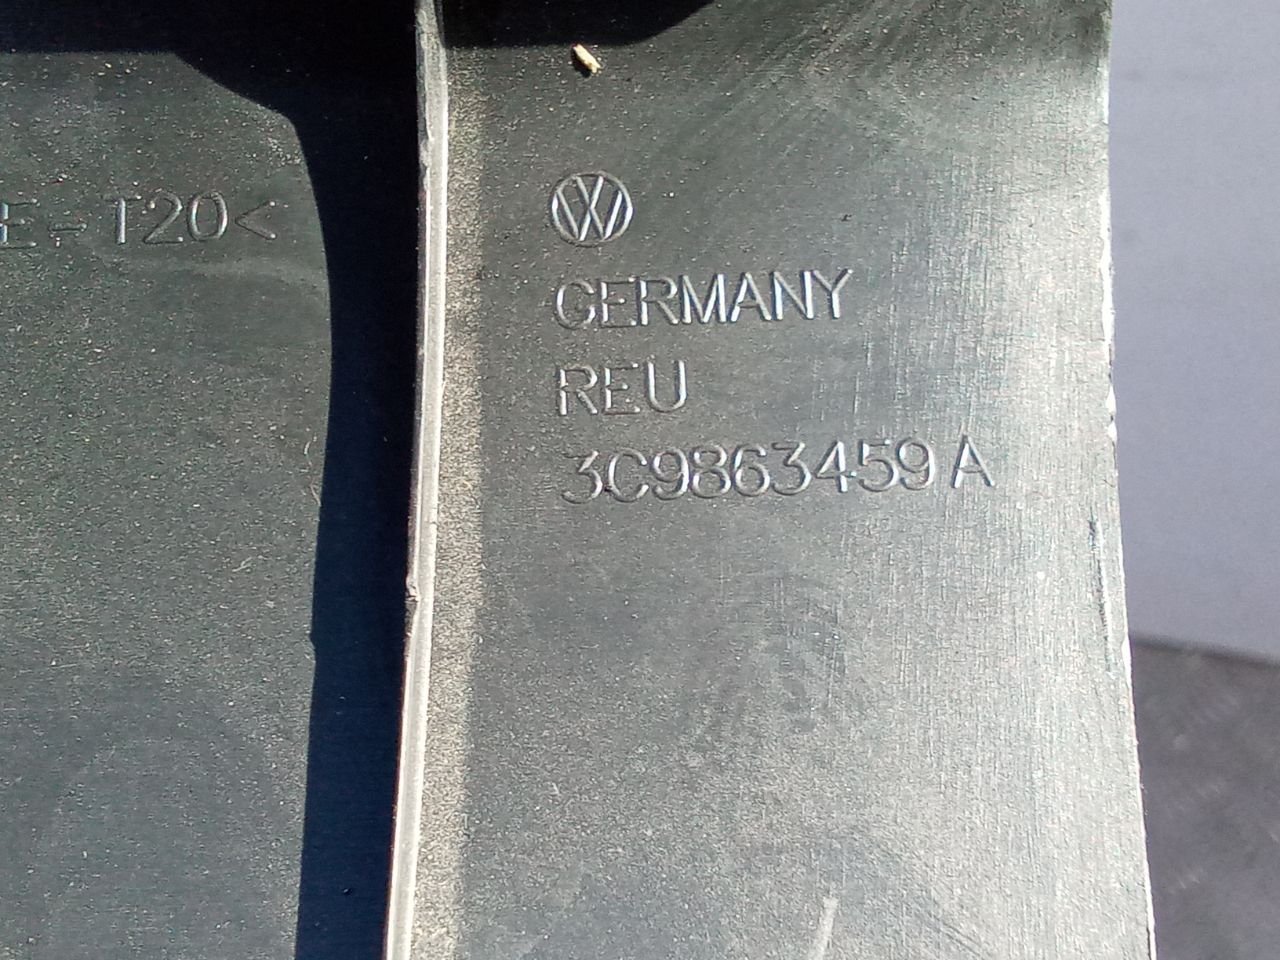 E-T20<
GERMANY
REU
3C9863459 A